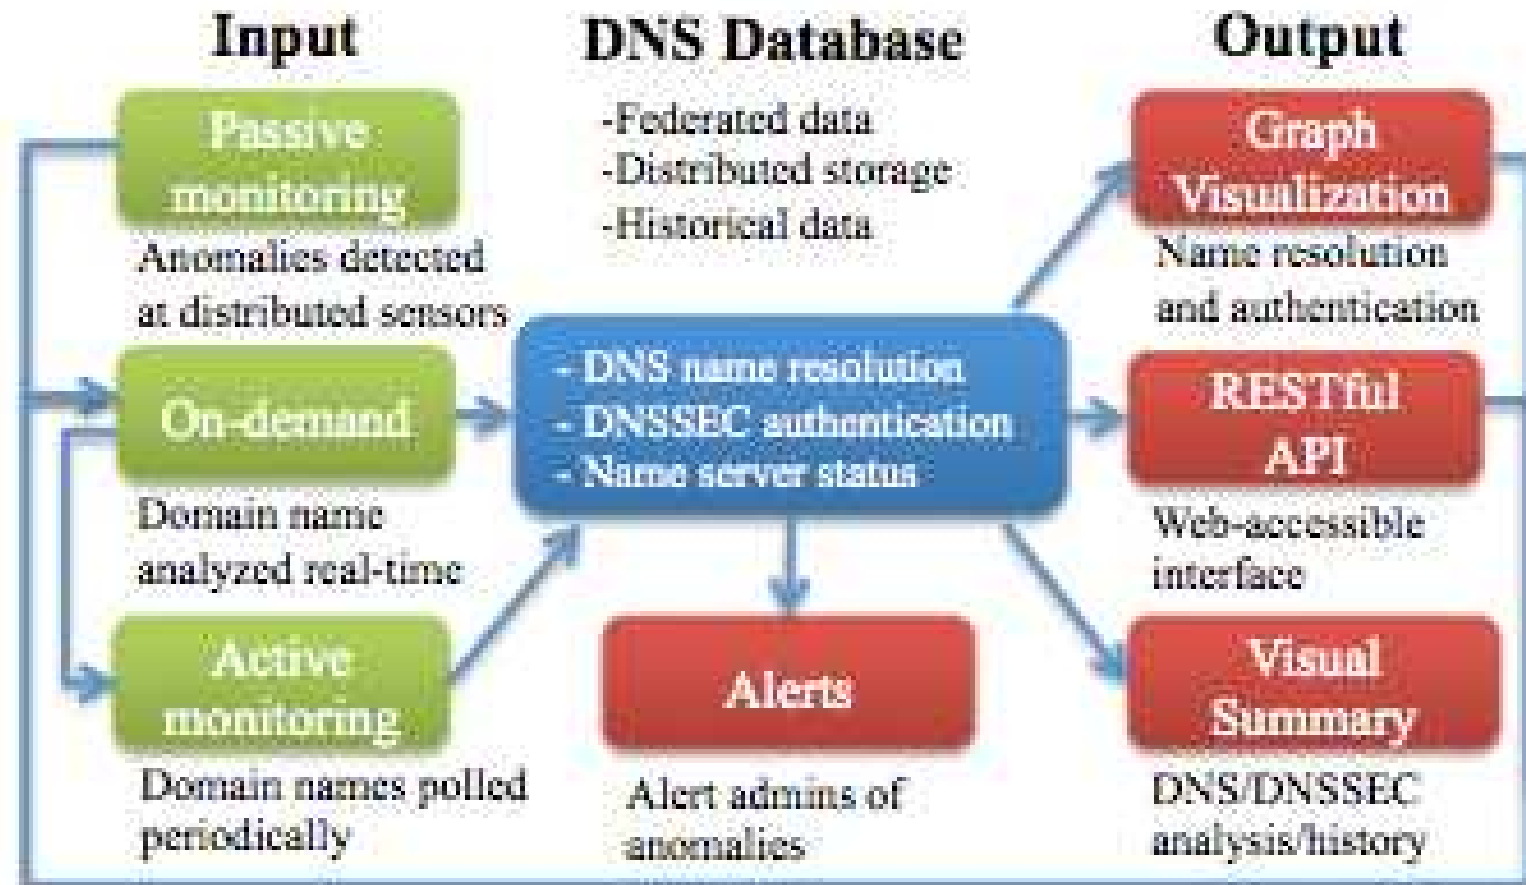 Input
Passive
monitoring
Anomalies detected
at distributed sensors
On-demand
Domain name
analyzed real-time
Active
monitoring
Domain names polled
periodically
DNS Database
-Federated data
-Distributed storage
-Historical data
- DNS name resolution
- DNSSEC authentication
- Name server status
Alerts
Alert admins of
anomalies
Output
Graph
Visualization
Name resolution
and authentication
RESTful
API
Web-accessible
interface
Visual
Summary
DNS/DNSSEC
analysis/history